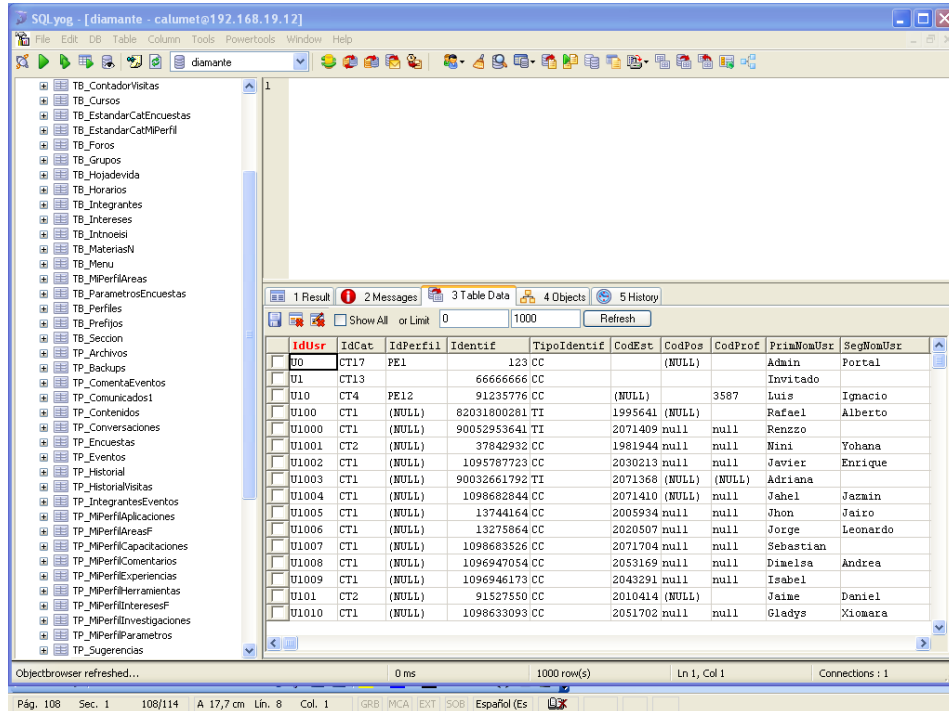 SQLyog - [diamante - calumet@192.168.19.12]
File Edit DB Table Column Tools Powertools Window Help
diamante
TB_ContadorVisitas
TB_Cursos
TB_EstandarCatEncuestas
TB_EstandarCatMiPerfil
TB_Foros
TB_Grupos
TB_Hojadevida
TB_Horarios
TB_Integrantes
TB_Intereses
TB_Intnoeisi
TB_MateriasN
TB_Menu
TB_MiPerfilAreas
TB_ParametrosEncuestas
TB_Perfiles
TB_Prefijos
TB_Seccion
TP_Archivos
TP_Backups
TP_ComentaEventos
TP_Comunicados1
TP_Contenidos
TP_Conversaciones
TP_Encuestas
TP_Eventos
TP_Historial
TP_HistorialVisitas
TP_IntegrantesEventos
TP_MiPerfilAplicaciones
TP_MiPerfilAreasF
TP_MiPerfilCapacitaciones
TP_MiPerfilComentarios
TP_MiPerfilExperiencias
TP_MiPerfilHerramientas
TP_MiPerfilInteresesF
TP_MiPerfilInvestigaciones
TP_MiPerfilParametros
TP_Sugerencias
1
1 Result 2 Messages 3 Table Data 4 Objects 5 History
Show All or Limit 0 1000 Refresh
IdUsr IdCat IdPerfil Identif TipoIdentif CodEst CodPos CodProf PrimNomUsr SegNomUsr
U0 CT17 PE1 123 CC (NULL) Admin Portal
U1 CT13 66666666 CC Invitado
U10 CT4 PE12 91235776 CC (NULL) 3587 Luis Ignacio
U100 CT1 (NULL) 82031800281 TI 1995641 (NULL) Rafael Alberto
U1000 CT1 (NULL) 90052953641 TI 2071409 null null Renzzo
U1001 CT2 (NULL) 37842932 CC 1981944 null null Nini Yohana
U1002 CT1 (NULL) 1095787723 CC 2030213 null null Javier Enrique
U1003 CT1 (NULL) 90032661792 TI 2071368 (NULL) (NULL) Adriana
U1004 CT1 (NULL) 1098682844 CC 2071410 (NULL) null Jahel Jazmin
U1005 CT1 (NULL) 13744164 CC 2005934 null null Jhon Jairo
U1006 CT1 (NULL) 13275864 CC 2020507 null null Jorge Leonardo
U1007 CT1 (NULL) 1098683526 CC 2071704 null null Sebastian
U1008 CT1 (NULL) 1096947054 CC 2053169 null null Dimelsa Andrea
U1009 CT1 (NULL) 1096946173 CC 2043291 null null Isabel
U101 CT2 (NULL) 91527550 CC 2010414 (NULL) Jaime Daniel
U1010 CT1 (NULL) 1098633093 CC 2051702 null null Gladys Xiomara
Objectbrowser refreshed... 0 ms 1000 row(s) Ln 1, Col 1 Connections : 1
Pág. 108 Sec. 1 108/114 A 17,7 cm Lín. 8 Col. 1 GRB MCA EXT SOB Español (Es